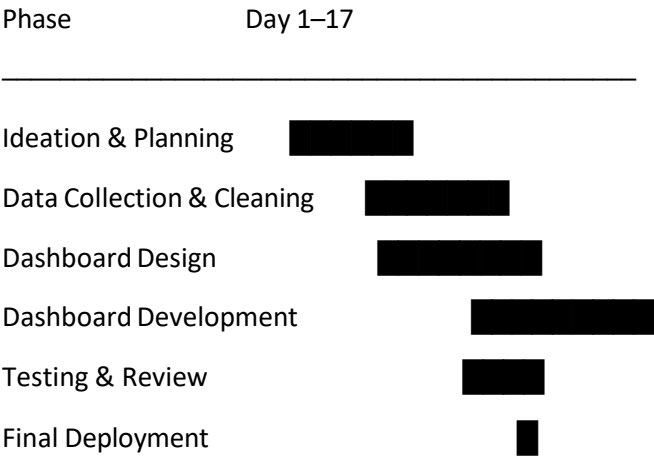 Phase Day 1–17
Ideation & Planning
Data Collection & Cleaning
Dashboard Design
Dashboard Development
Testing & Review
Final Deployment